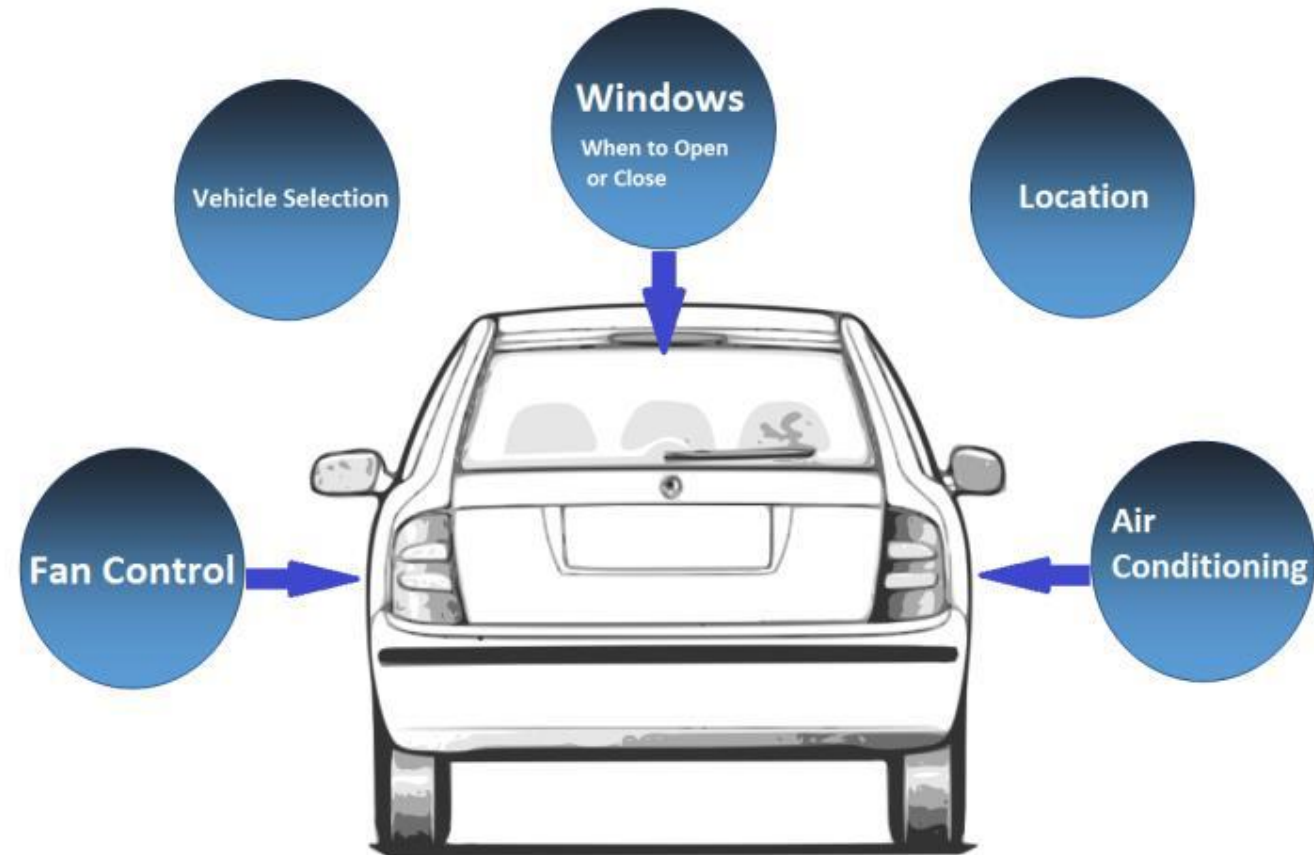 Windows
When to Open
or Close
Vehicle Selection
Location
Fan Control
Air
Conditioning